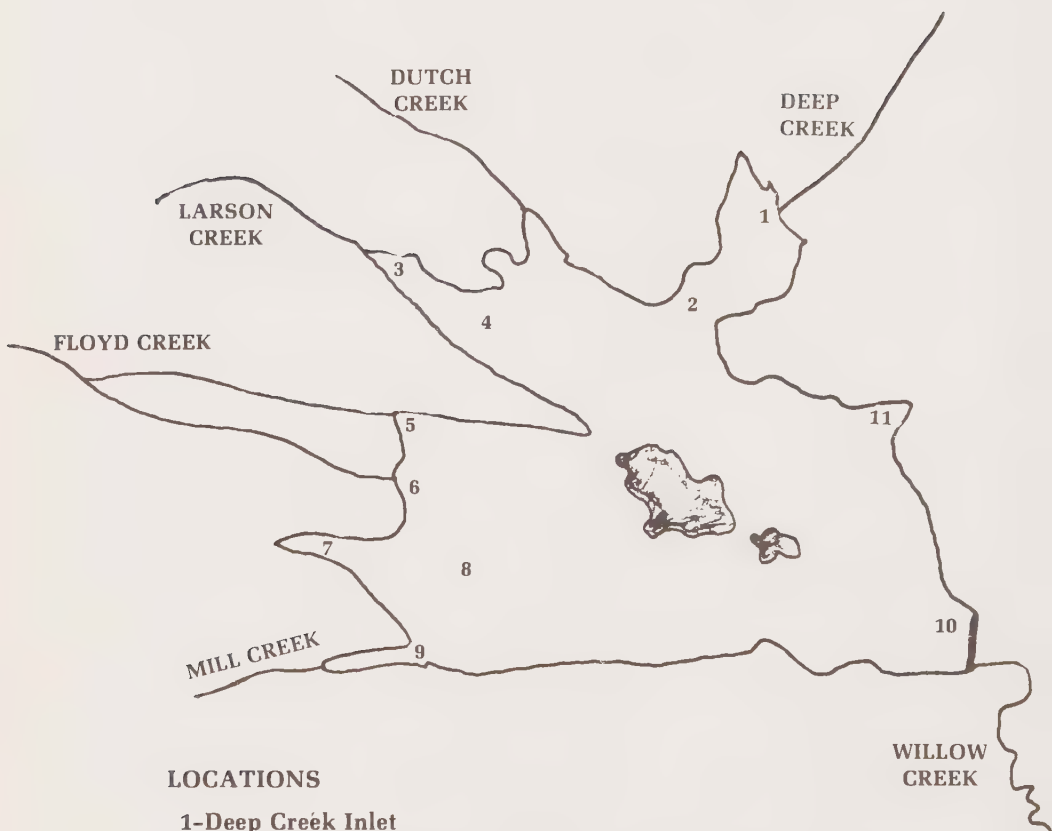 DUTCH
CREEK
DEEP
CREEK
1
LARSON
CREEK
3
2
4
FLOYD CREEK
5
11
6
7
8
10
9
MILL CREEK
WILLOW
CREEK
LOCATIONS
1-Deep Creek Inlet